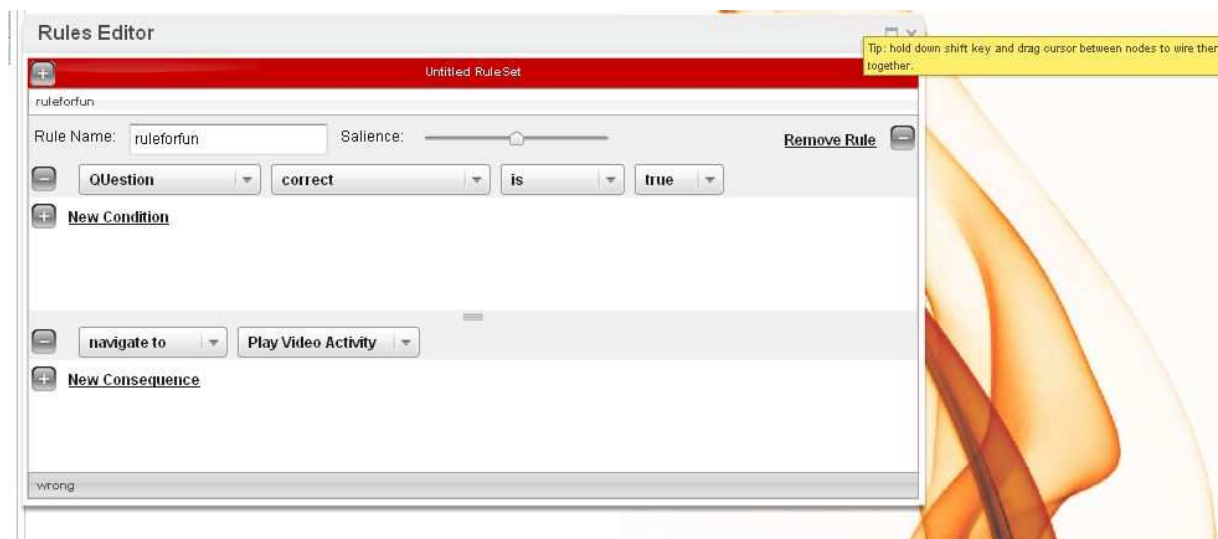 Rules Editor
Tip: hold down shift key and drag cursor between nodes to wire ther
together.
Untitled RuleSet
ruleforfun
Rule Name: ruleforfun Salience: Remove Rule
QUestion correct is true
New Condition
navigate to Play Video Activity
New Consequence
wrong